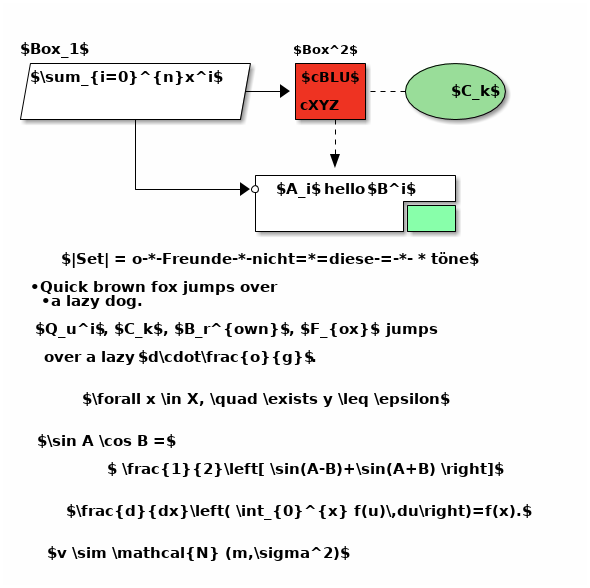 $Box_1$
$Box^2$
$\sum_{i=0}^{n}x^i$
$cBLU$
cXYZ
$C_k$
$A_i$ hello $B^i$
$|Set| = o-*-Freunde-*-nicht=*=diese-=-*- * töne$
•Quick brown fox jumps over
•a lazy dog.
$Q_u^i$, $C_k$, $B_r^{own}$, $F_{ox}$ jumps
over a lazy $d\cdot\frac{o}{g}$.
$\forall x \in X, \quad \exists y \leq \epsilon$
$\sin A \cos B =$
$ \frac{1}{2}\left[ \sin(A-B)+\sin(A+B) \right]$
$\frac{d}{dx}\left( \int_{0}^{x} f(u)\,du\right)=f(x).$
$v \sim \mathcal{N} (m,\sigma^2)$